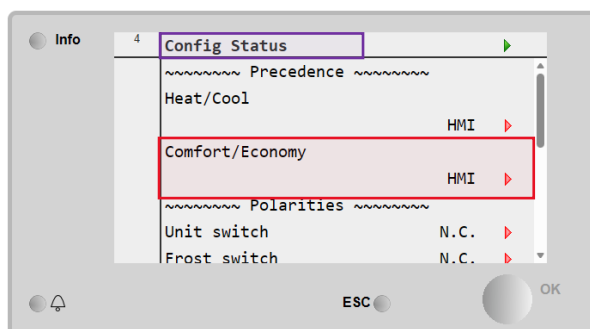 Info
4
Config Status
~~~~~~~~ Precedence ~~~~~~~~
Heat/Cool
HMI
Comfort/Economy
HMI
~~~~~~~~ Polarities ~~~~~~~~
Unit switch N.C.
Frost switch N.C.
ESC
OK